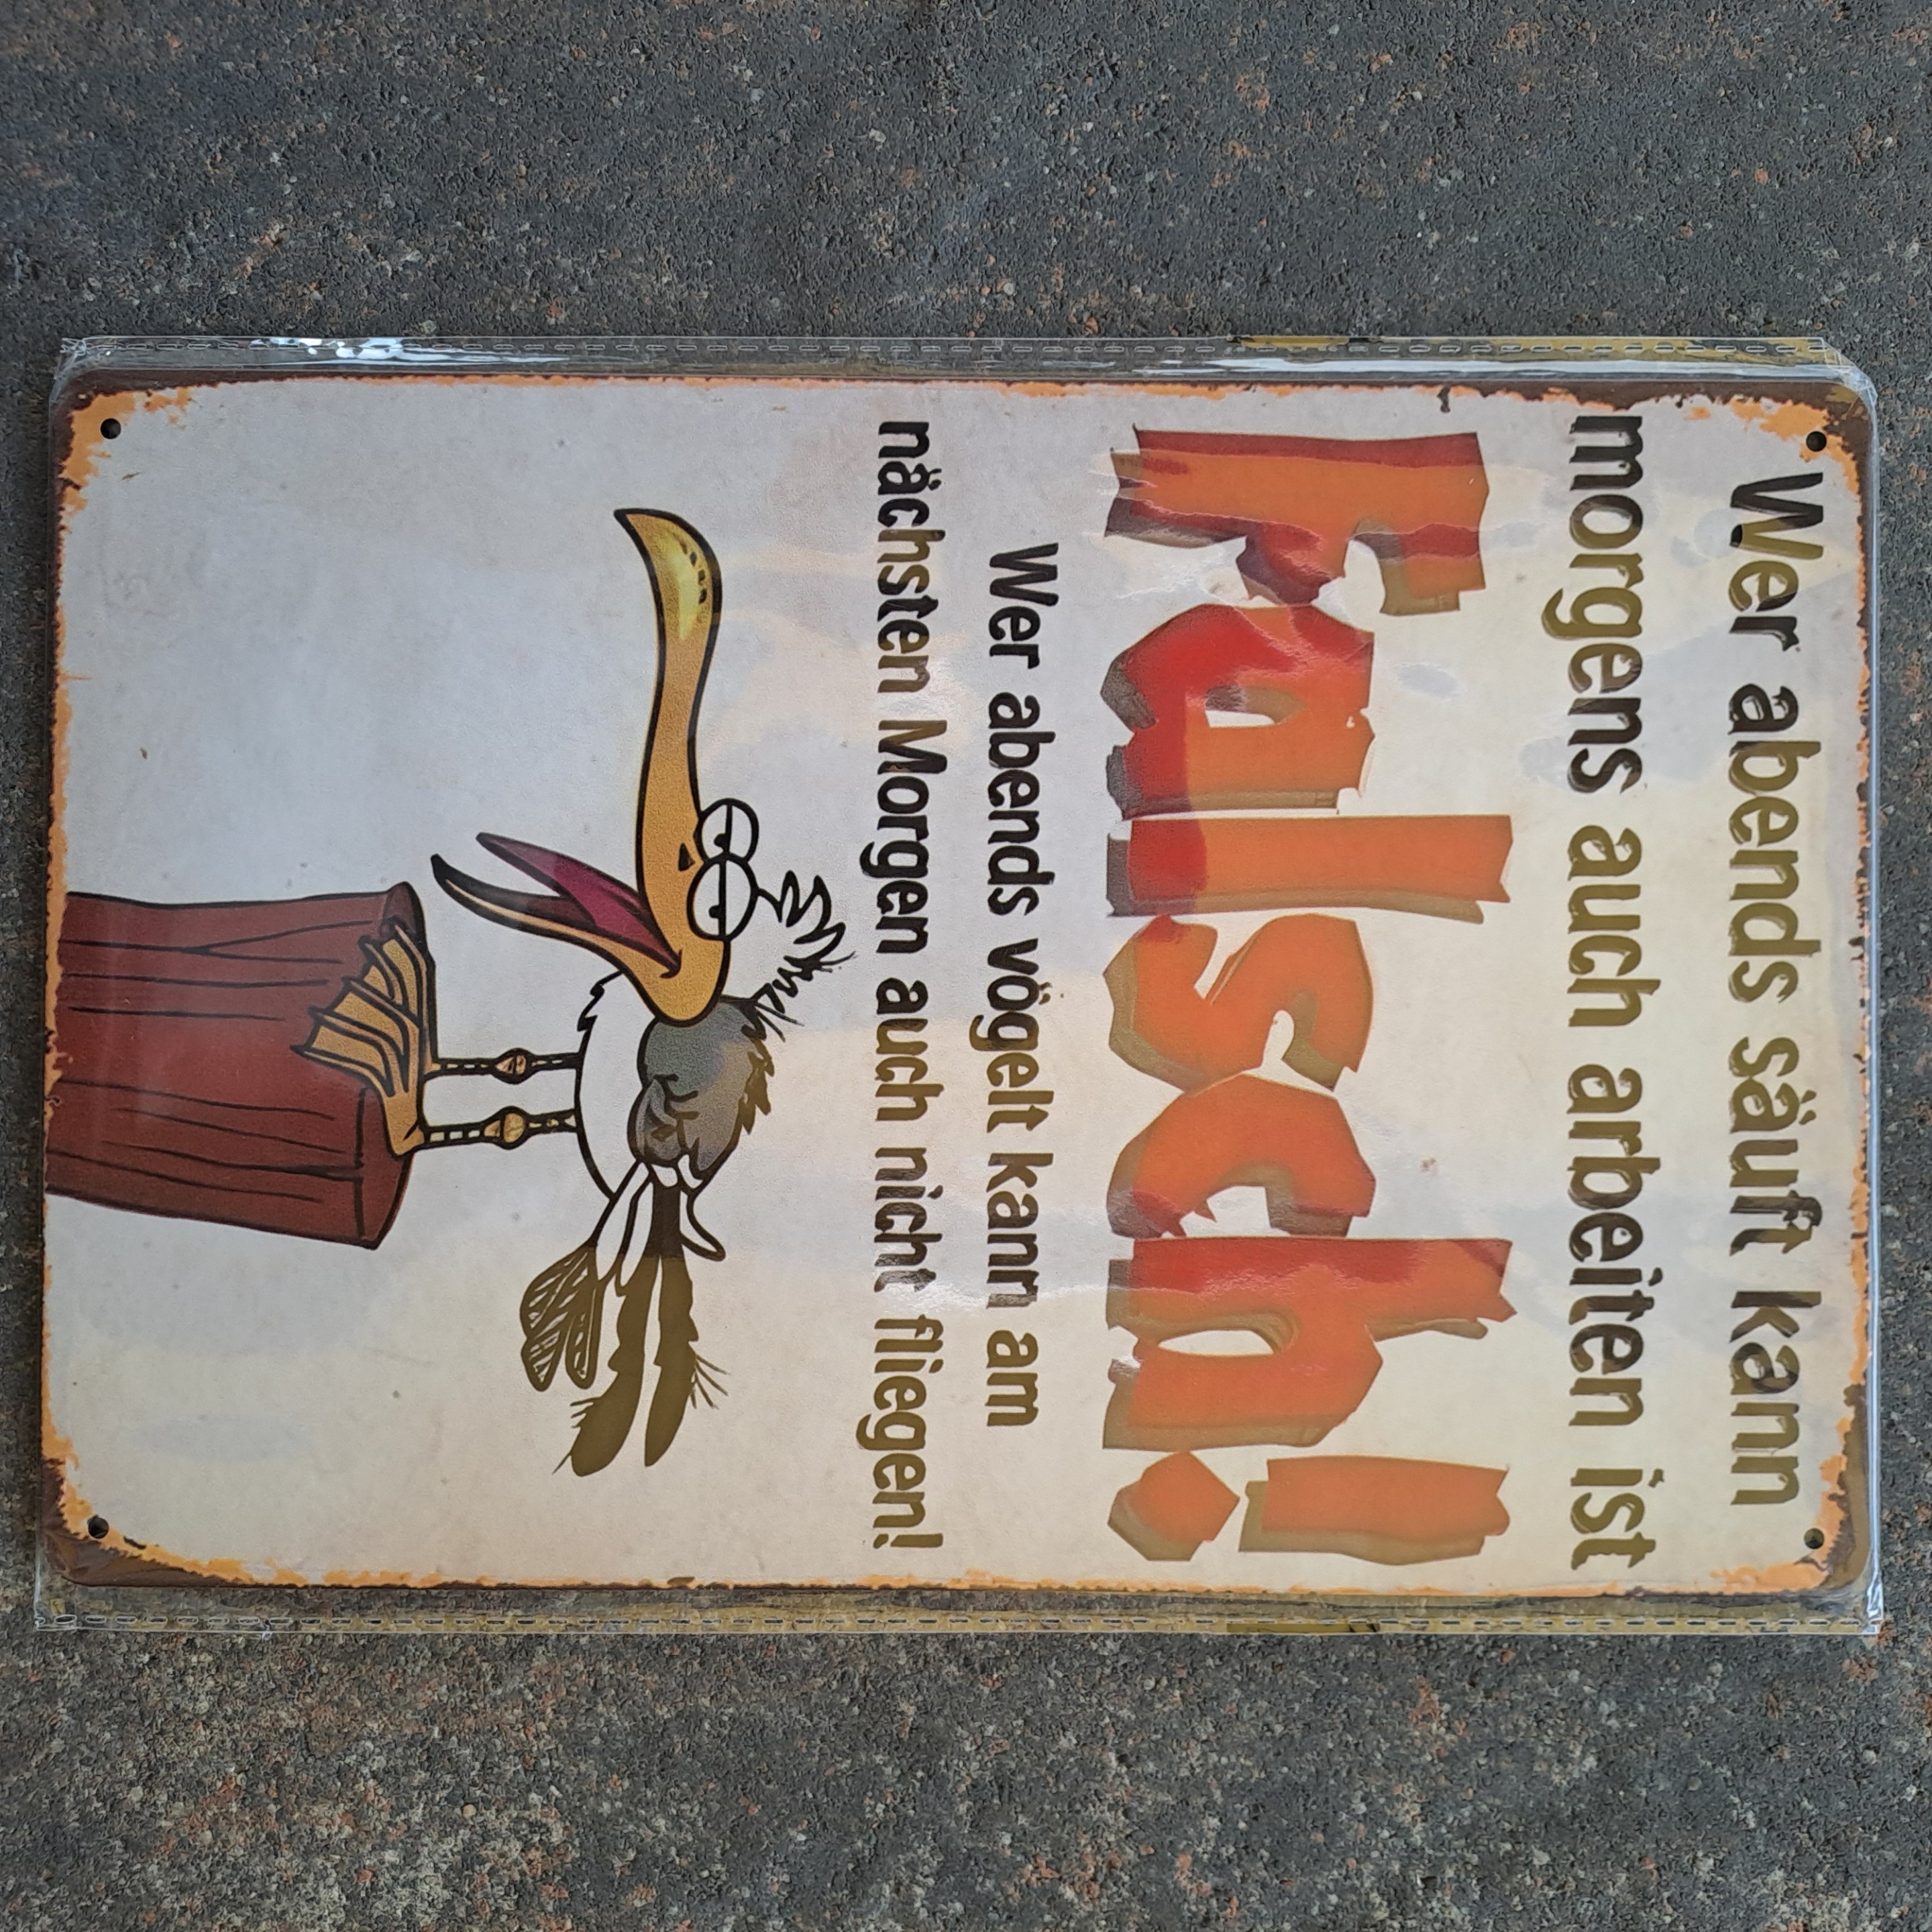 Wer abends säuft kann
morgens auch arbeiten ist
Falsch!
Wer abends vögelt kann am
nächsten Morgen auch nicht fliegen!